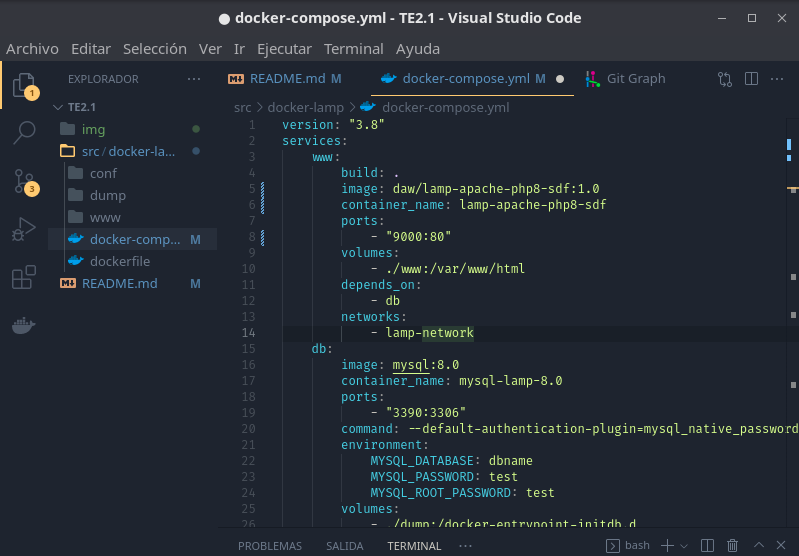 ● docker-compose.yml - TE2.1 - Visual Studio Code
Archivo Editar Selección Ver Ir Ejecutar Terminal Ayuda
EXPLORADOR ···
README.md M
docker-compose.yml M ●
Git Graph
···
TE2.1
img
src / docker-la...
conf
dump
www
docker-comp... M
dockerfile
README.md M
1
3
src > docker-lamp > docker-compose.yml
1 version: "3.8"
2 services:
3 www:
4 build: .
5 image: daw/lamp-apache-php8-sdf:1.0
6 container_name: lamp-apache-php8-sdf
7 ports:
8 - "9000:80"
9 volumes:
10 - ./www:/var/www/html
11 depends_on:
12 - db
13 networks:
14 - lamp-network
15 db:
16 image: mysql:8.0
17 container_name: mysql-lamp-8.0
18 ports:
19 - "3390:3306"
20 command: --default-authentication-plugin=mysql_native_password
21 environment:
22 MYSQL_DATABASE: dbname
23 MYSQL_PASSWORD: test
24 MYSQL_ROOT_PASSWORD: test
25 volumes:
26 - ./dump:/docker-entrypoint-initdb.d
PROBLEMAS SALIDA TERMINAL ··· bash